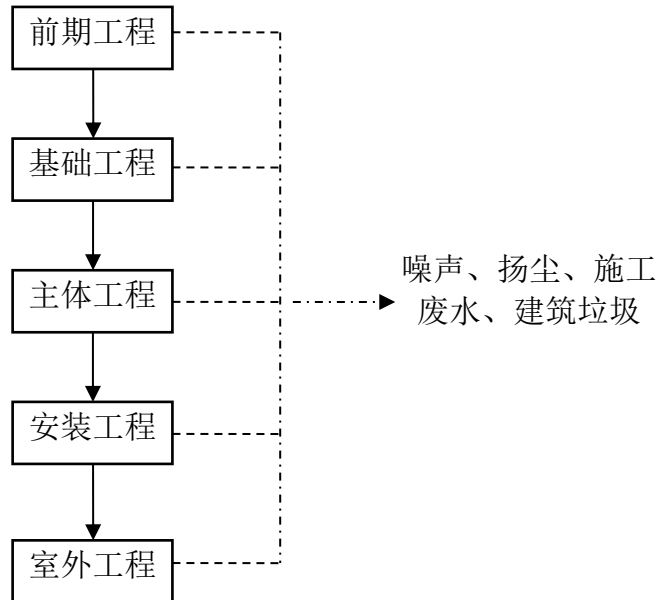 前期工程
基础工程
主体工程
噪声、扬尘、施工
废水、建筑垃圾
安装工程
室外工程